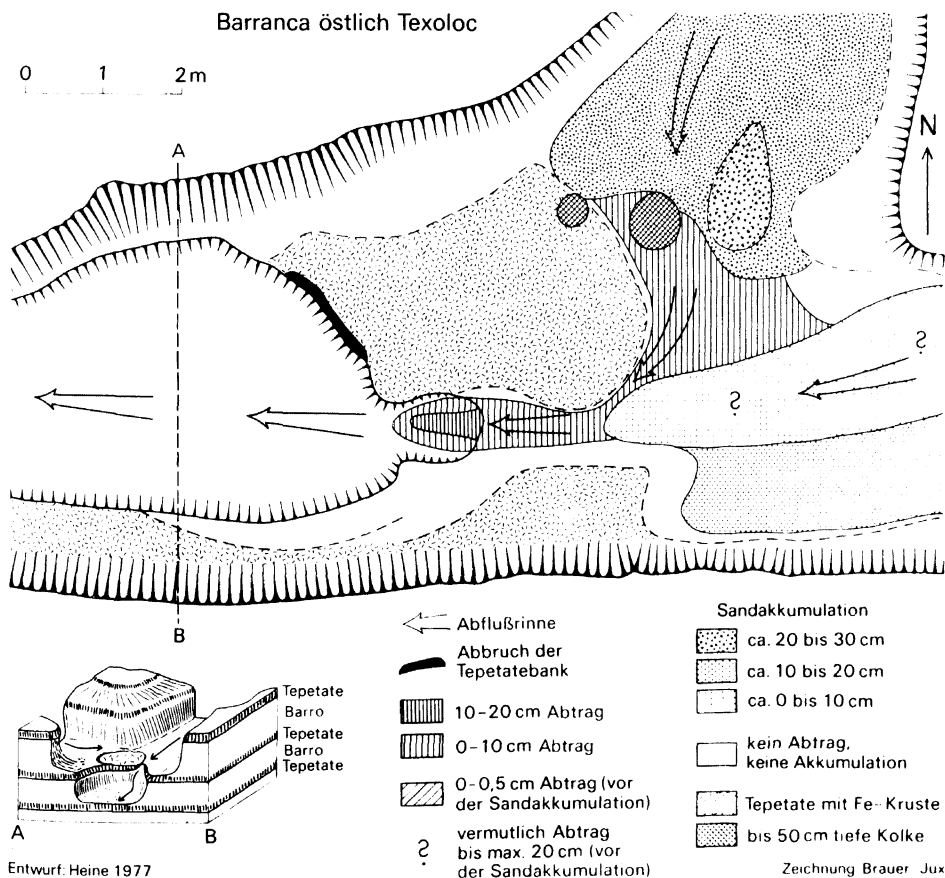 Barranca östlich Texoloc
0 1 2 m
N
A
B
Abflußrinne
Abbruch der
Tepetatebank
10-20 cm Abtrag
0-10 cm Abtrag
0-0,5 cm Abtrag (vor
der Sandakkumulation)
vermutlich Abtrag
bis max. 20 cm (vor
der Sandakkumulation)
Sandakkumulation
ca. 20 bis 30 cm
ca. 10 bis 20 cm
ca. 0 bis 10 cm
kein Abtrag,
keine Akkumulation
Tepetate mit Fe-Kruste
bis 50 cm tiefe Kolke
Tepetate
Barro
Tepetate
Barro
Tepetate
A B
Entwurf: Heine 1977
Zeichnung Brauer Jux